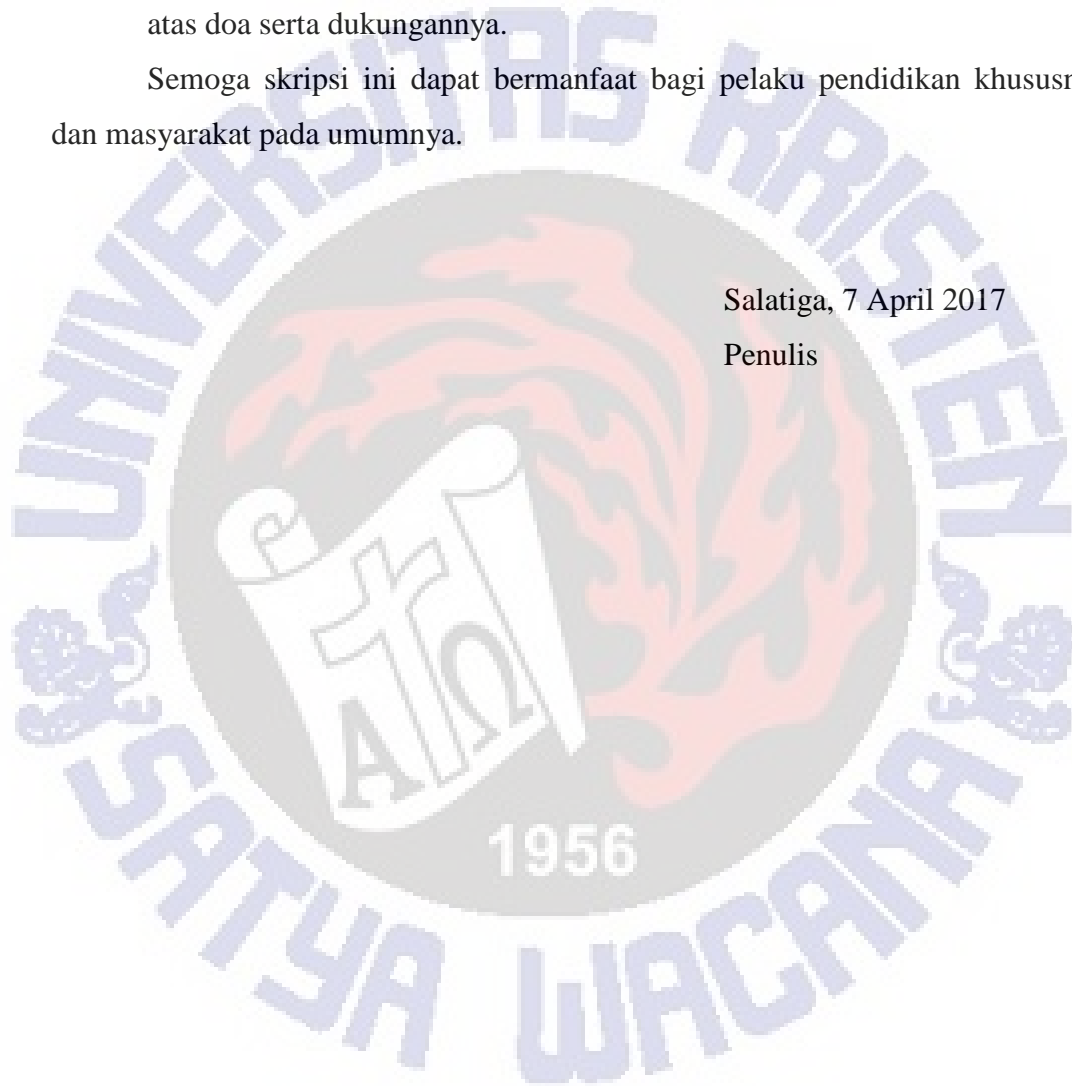 atas doa serta dukungannya.
Semoga skripsi ini dapat bermanfaat bagi pelaku pendidikan
dan masyarakat pada umumnya.
Salatiga, 7 April 2017
Penulis
UNIVERSITAS KRISTEN
SATYA WACANA
Α Ω
1956